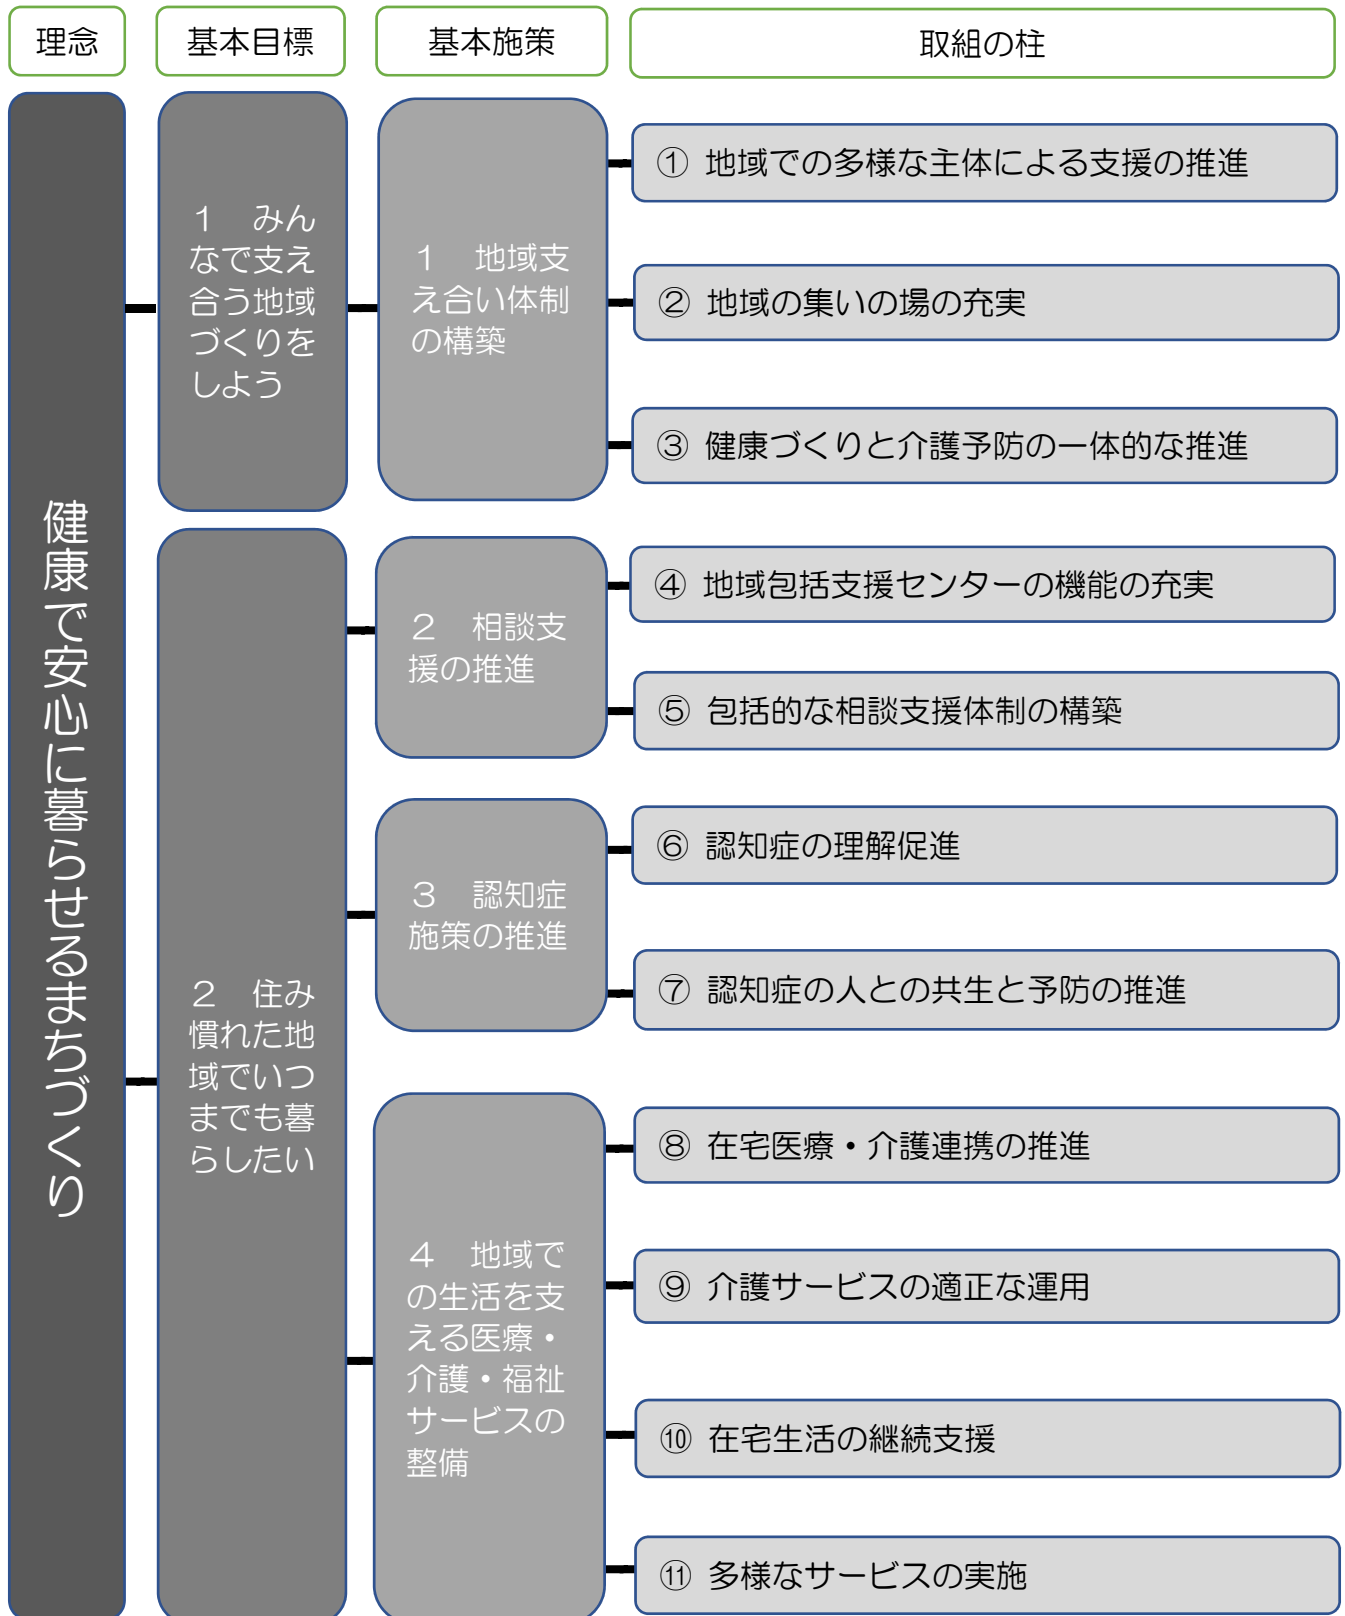 理念
基本目標
基本施策
取組の柱
健康で安心に暮らせるまちづくり
１　みん
なで支え
合う地域
づくりを
しよう
１　地域支
え合い体制
の構築
① 地域での多様な主体による支援の推進
② 地域の集いの場の充実
③ 健康づくりと介護予防の一体的な推進
２　住み
慣れた地
域でいつ
までも暮
らしたい
２　相談支
援の推進
④ 地域包括支援センターの機能の充実
⑤ 包括的な相談支援体制の構築
３　認知症
施策の推進
⑥ 認知症の理解促進
⑦ 認知症の人との共生と予防の推進
４　地域で
の生活を支
える医療・
介護・福祉
サービスの
整備
⑧ 在宅医療・介護連携の推進
⑨ 介護サービスの適正な運用
⑩ 在宅生活の継続支援
⑪ 多様なサービスの実施